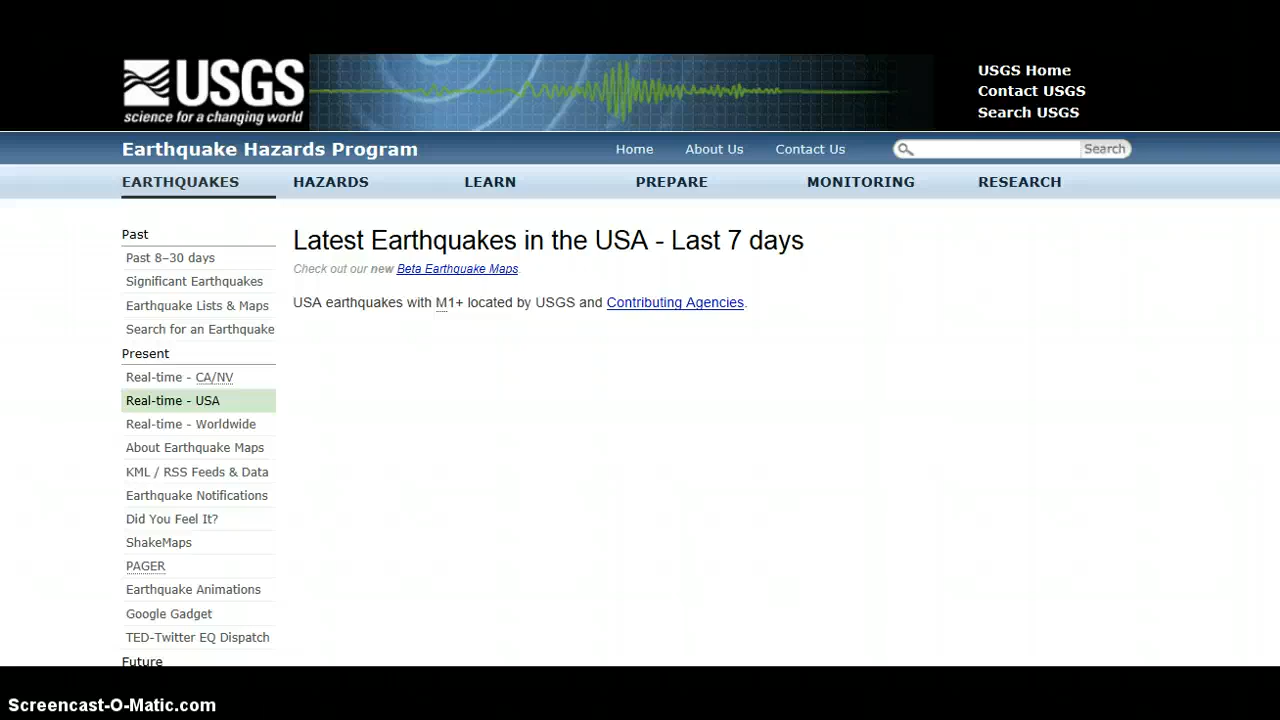 USGS
science for a changing world
USGS Home
Contact USGS
Search USGS
Earthquake Hazards Program
Home
About Us
Contact Us
Search
EARTHQUAKES
HAZARDS
LEARN
PREPARE
MONITORING
RESEARCH
Past
Past 8–30 days
Significant Earthquakes
Earthquake Lists & Maps
Search for an Earthquake
Present
Real-time - CA/NV
Real-time - USA
Real-time - Worldwide
About Earthquake Maps
KML / RSS Feeds & Data
Earthquake Notifications
Did You Feel It?
ShakeMaps
PAGER
Earthquake Animations
Google Gadget
TED-Twitter EQ Dispatch
Future
Latest Earthquakes in the USA - Last 7 days
Check out our new Beta Earthquake Maps.
USA earthquakes with M1+ located by USGS and Contributing Agencies.
Screencast-O-Matic.com